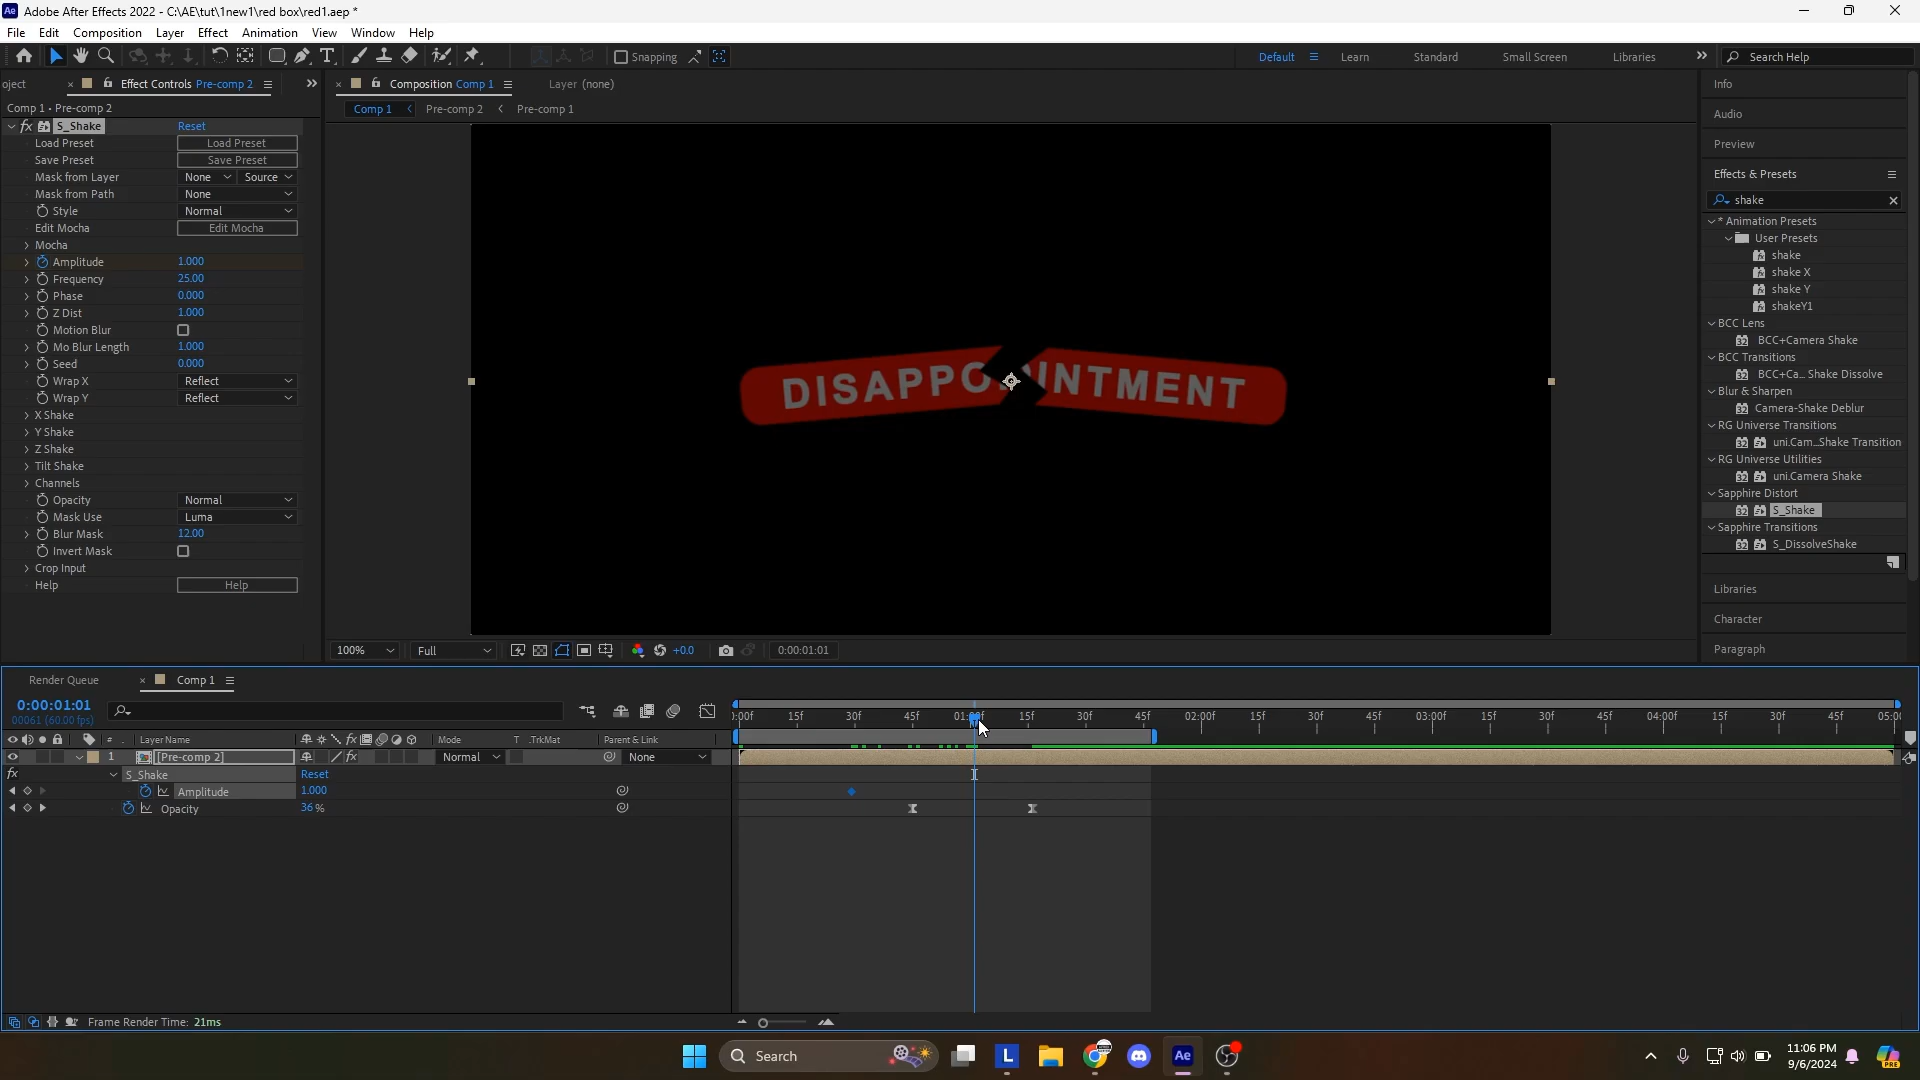 Adobe After Effects 2022 - C:\AE\tut\1new1\red box\red1.aep *
File Edit Composition Layer Effect Animation View Window Help
Snapping
Default Learn Standard Small Screen Libraries Search Help
oject Effect Controls Pre-comp 2
Comp 1 • Pre-comp 2
fx S_Shake Reset
Load Preset Load Preset
Save Preset Save Preset
Mask from Layer None Source
Mask from Path None
Style Normal
Edit Mocha Edit Mocha
Mocha
Amplitude 1.000
Frequency 25.00
Phase 0.000
Z Dist 1.000
Motion Blur
Mo Blur Length 1.000
Seed 0.000
Wrap X Reflect
Wrap Y Reflect
X Shake
Y Shake
Z Shake
Tilt Shake
Channels
Opacity Normal
Mask Use Luma
Blur Mask 12.00
Invert Mask
Crop Input
Help Help
Composition Comp 1 Layer (none)
Comp 1 Pre-comp 2 Pre-comp 1
DISAPPO INTMENT
100% Full +0.0 0:00:01:01
Info
Audio
Preview
Effects & Presets
shake
* Animation Presets
User Presets
shake
shake X
shake Y
shakeY1
BCC Lens
BCC+Camera Shake
BCC Transitions
BCC+Ca... Shake Dissolve
Blur & Sharpen
Camera-Shake Deblur
RG Universe Transitions
uni.Cam...Shake Transition
RG Universe Utilities
uni.Camera Shake
Sapphire Distort
S_Shake
Sapphire Transitions
S_DissolveShake
Libraries
Character
Paragraph
Render Queue Comp 1
0:00:01:01
00061 (60.00 fps)
):00f 15f 30f 45f 01:00f 15f 30f 45f 02:00f 15f 30f 45f 03:00f 15f 30f 45f 04:00f 15f 30f 45f 05:00
# Layer Name Mode T .TrkMat Parent & Link
1 [Pre-comp 2] Normal None
fx S_Shake Reset
Amplitude 1.000
Opacity 36 %
Frame Render Time: 21ms
Search
11:06 PM
9/6/2024